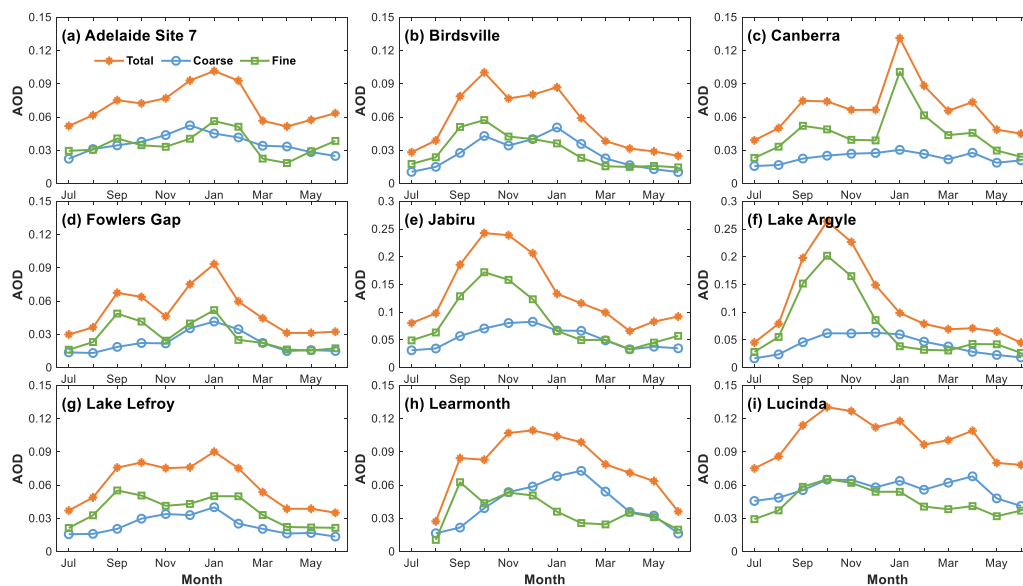 (a) Adelaide Site 7
Total Coarse Fine
AOD
0.15
0.12
0.09
0.06
0.03
0
Jul Sep Nov Jan Mar May
(b) Birdsville
AOD
0.15
0.12
0.09
0.06
0.03
0
Jul Sep Nov Jan Mar May
(c) Canberra
AOD
0.15
0.12
0.09
0.06
0.03
0
Jul Sep Nov Jan Mar May
(d) Fowlers Gap
AOD
0.15
0.12
0.09
0.06
0.03
0
Jul Sep Nov Jan Mar May
(e) Jabiru
AOD
0.3
0.25
0.2
0.15
0.1
0.05
0
Jul Sep Nov Jan Mar May
(f) Lake Argyle
AOD
0.3
0.25
0.2
0.15
0.1
0.05
0
Jul Sep Nov Jan Mar May
(g) Lake Lefroy
AOD
0.15
0.12
0.09
0.06
0.03
0
Jul Sep Nov Jan Mar May
Month
(h) Learmonth
AOD
0.15
0.12
0.09
0.06
0.03
0
Jul Sep Nov Jan Mar May
Month
(i) Lucinda
AOD
0.15
0.12
0.09
0.06
0.03
0
Jul Sep Nov Jan Mar May
Month